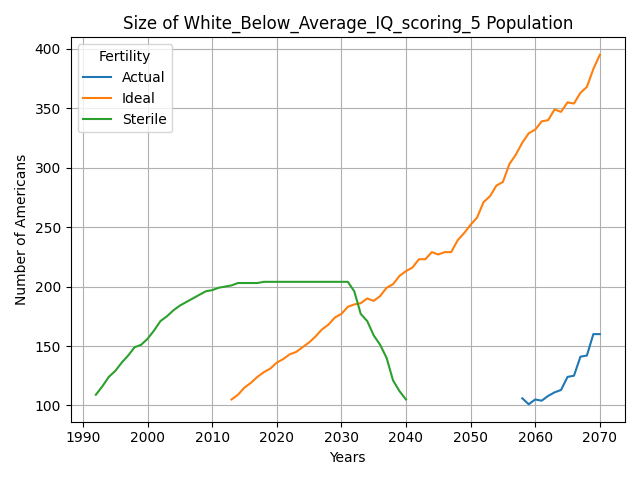 Size of White_Below_Average_IQ_scoring_5 Population
Fertility
Actual
Ideal
Sterile
Number of Americans
400
350
300
250
200
150
100
1990 2000 2010 2020 2030 2040 2050 2060 2070
Years